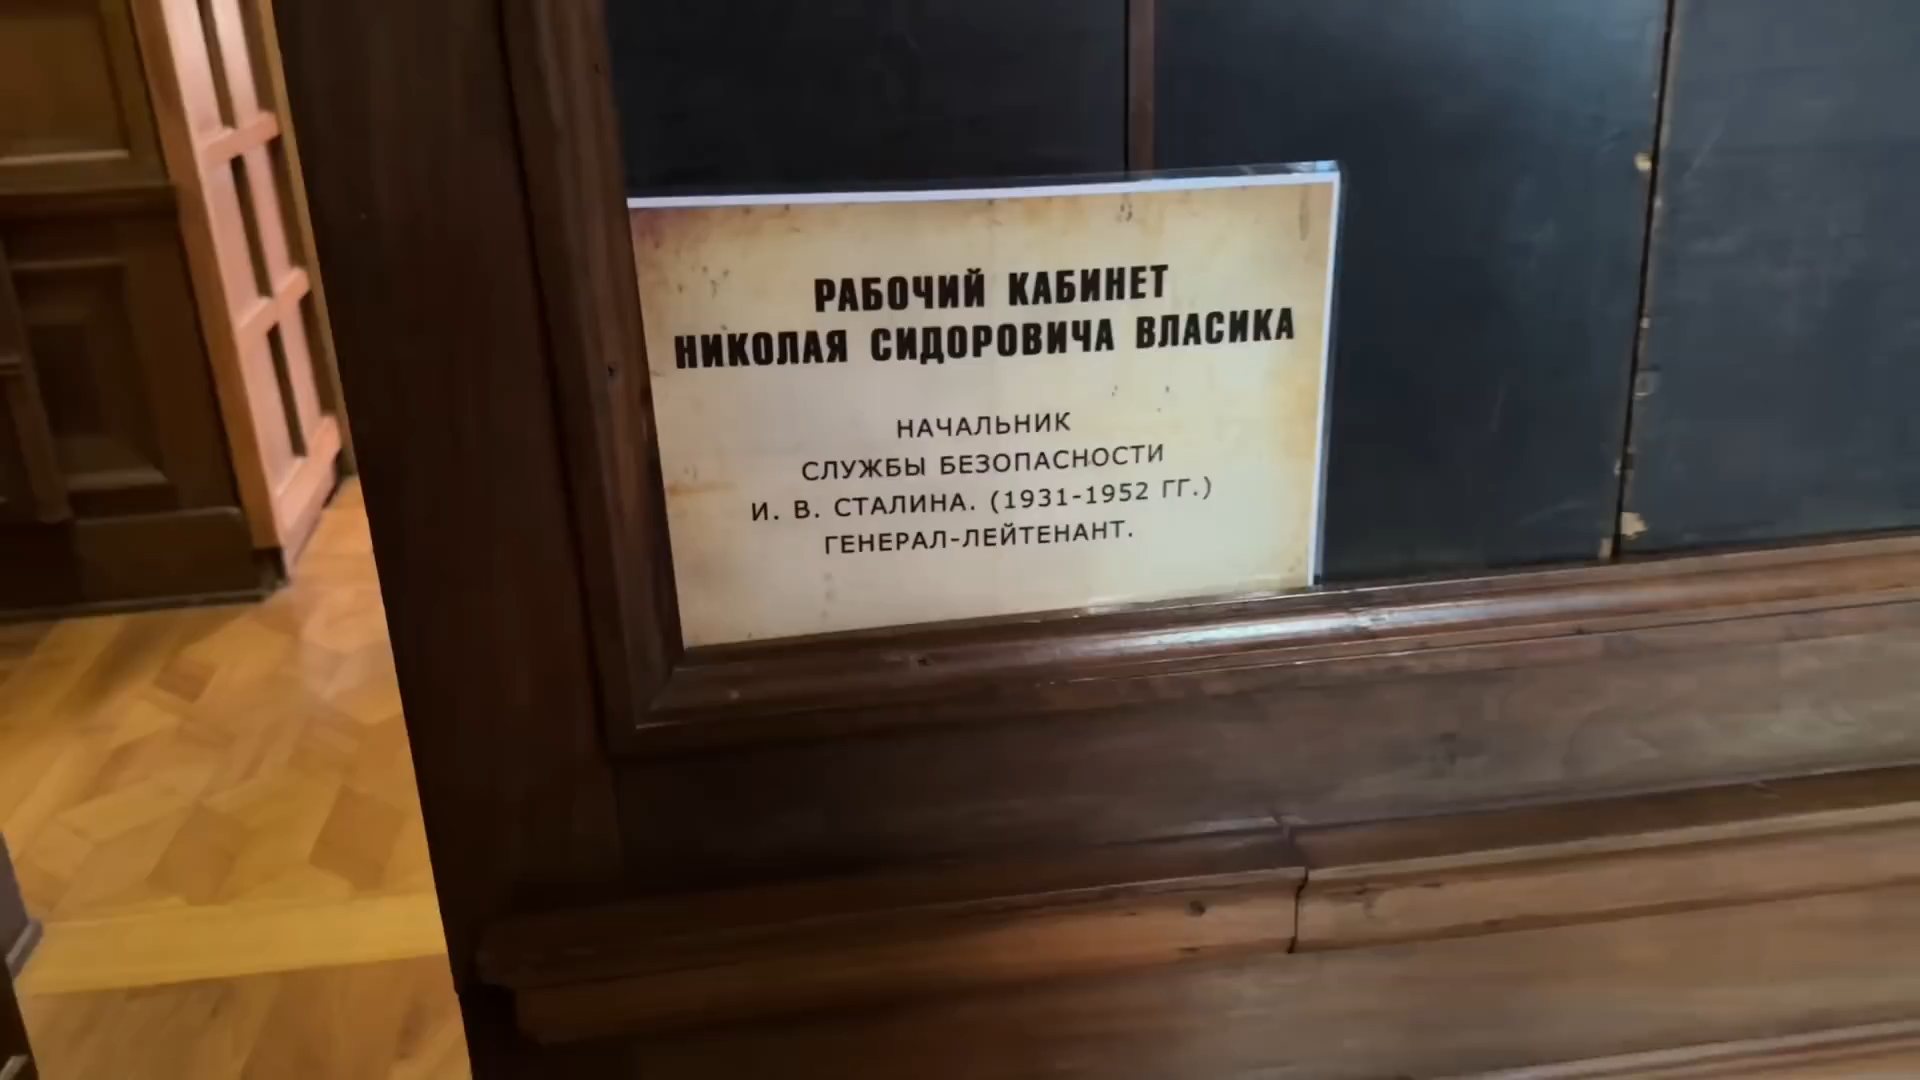 РАБОЧИЙ КАБИНЕТ
НИКОЛАЯ СИДОРОВИЧА ВЛАСИКА
НАЧАЛЬНИК
СЛУЖБЫ БЕЗОПАСНОСТИ
И. В. СТАЛИНА. (1931-1952 ГГ.)
ГЕНЕРАЛ-ЛЕЙТЕНАНТ.